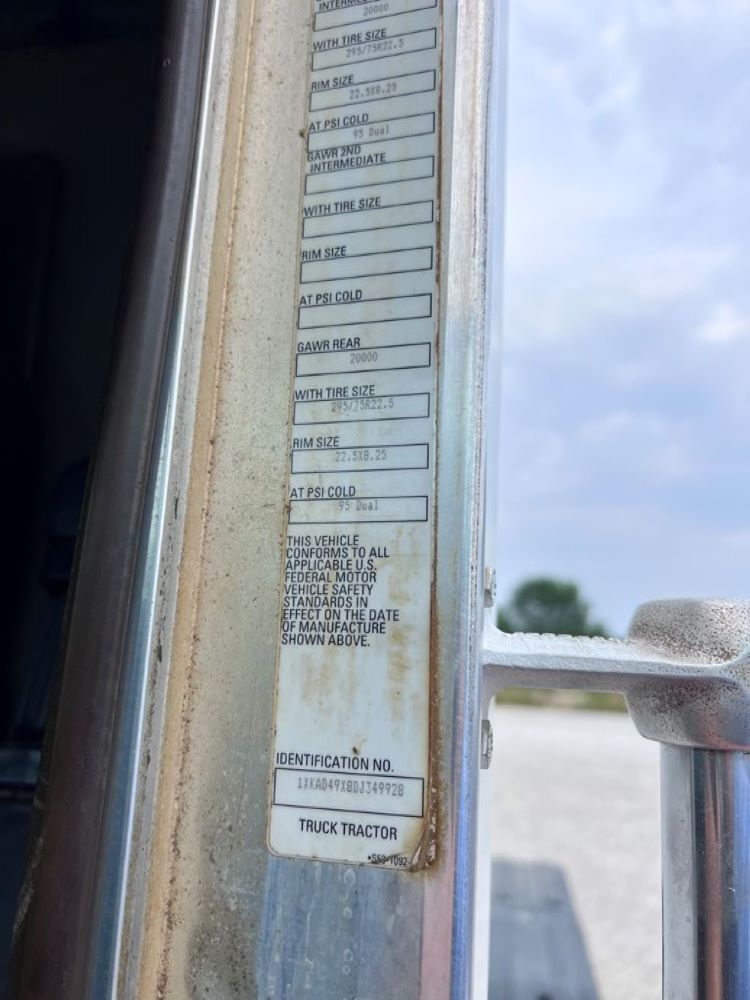 INTERMEDIATE
20000
WITH TIRE SIZE
295/75R22.5
RIM SIZE
22.5X8.25
AT PSI COLD
95 Dual
GAWR 2ND
INTERMEDIATE
WITH TIRE SIZE
RIM SIZE
AT PSI COLD
GAWR REAR
20000
WITH TIRE SIZE
295/75R22.5
RIM SIZE
22.5X8.25
AT PSI COLD
95 Dual
THIS VEHICLE
CONFORMS TO ALL
APPLICABLE U.S.
FEDERAL MOTOR
VEHICLE SAFETY
STANDARDS IN
EFFECT ON THE DATE
OF MANUFACTURE
SHOWN ABOVE.
IDENTIFICATION NO.
1XKAD49X8DJ349928
TRUCK TRACTOR